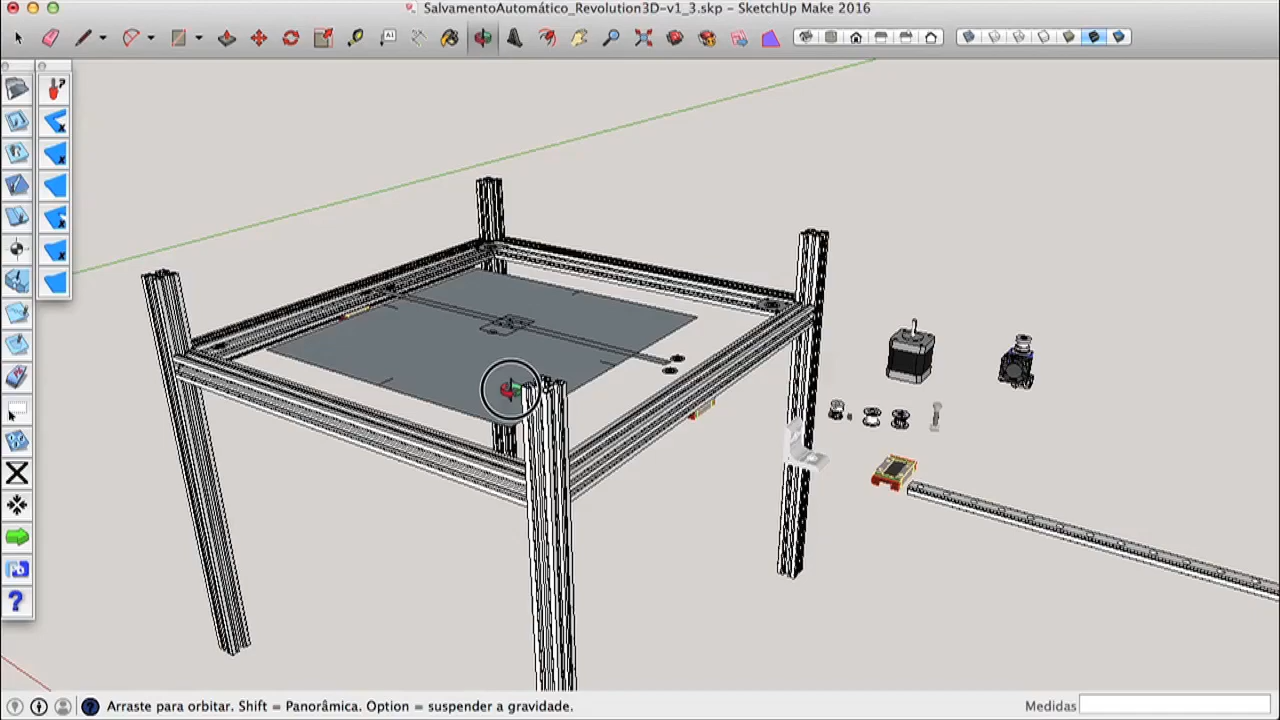 SalvamentoAutomático_Revolution3D-v1_3.skp - SketchUp Make 2016
Arraste para orbitar. Shift = Panorâmica. Option = suspender a gravidade.
Medidas